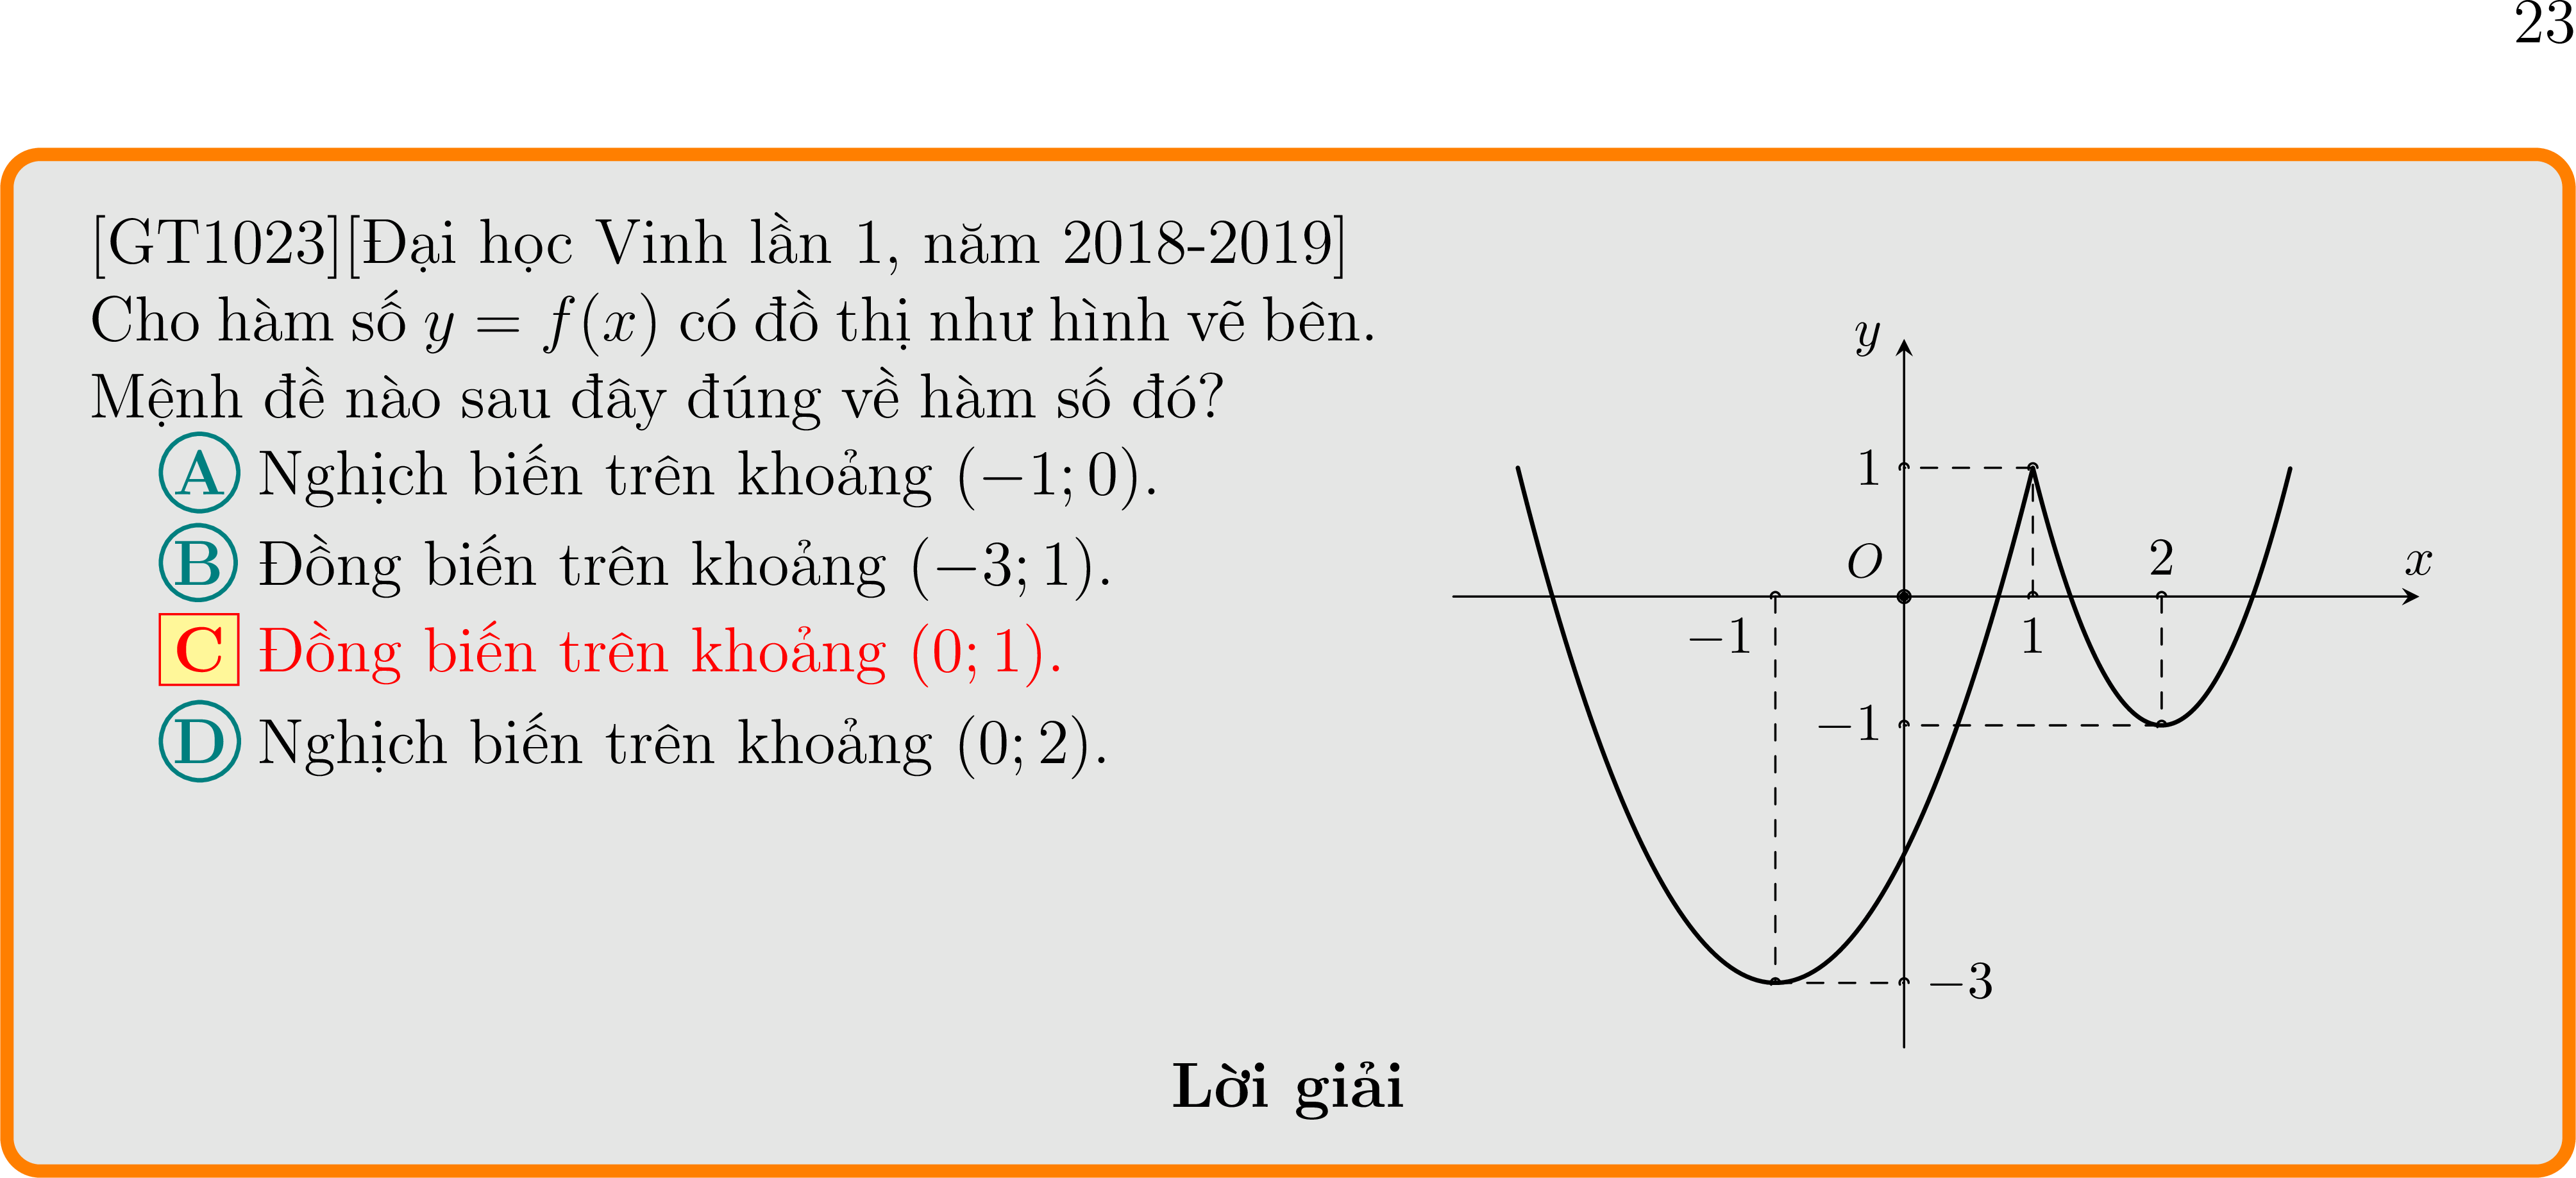 23
[GT1023][Đại học Vinh lần 1, năm 2018-2019]
Cho hàm số y = f(x) có đồ thị như hình vẽ bên.
Mệnh đề nào sau đây đúng về hàm số đó?
A Nghịch biến trên khoảng (−1; 0).
B Đồng biến trên khoảng (−3; 1).
C Đồng biến trên khoảng (0; 1).
D Nghịch biến trên khoảng (0; 2).
y
1
O
2
x
−1
1
−1
−3
Lời giải